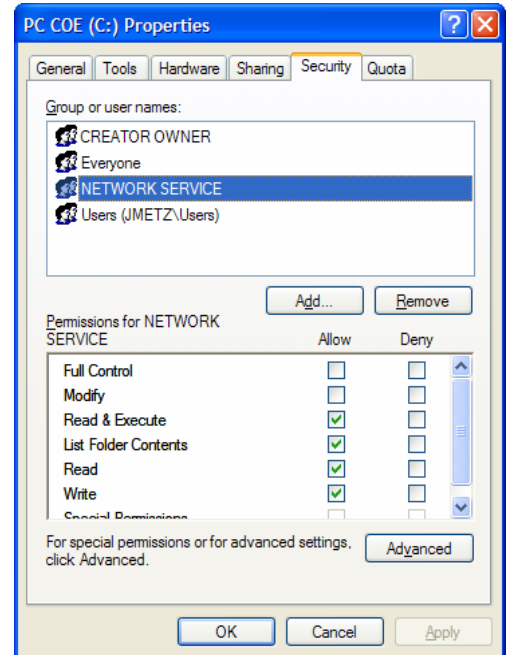 PC COE (C:) Properties
General Tools Hardware Sharing Security Quota
Group or user names:
CREATOR OWNER
Everyone
NETWORK SERVICE
Users (JMETZ\Users)
Add... Remove
Permissions for NETWORK
SERVICE Allow Deny
Full Control
Modify
Read & Execute
List Folder Contents
Read
Write
Special Permissions
For special permissions or for advanced settings,
click Advanced.
Advanced
OK Cancel Apply